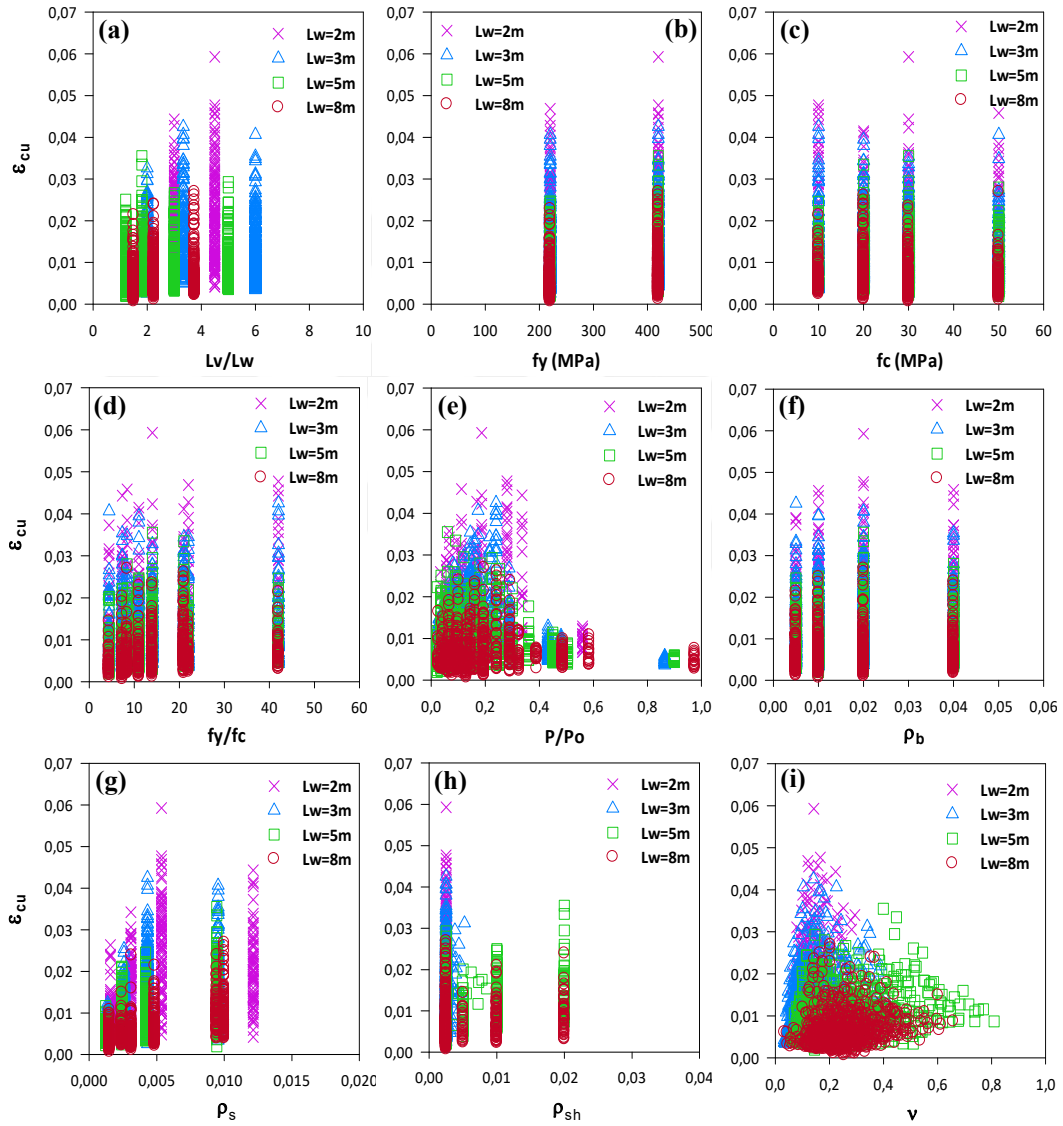 (a)
Lw=2m
Lw=3m
Lw=5m
Lw=8m
0,07
0,06
0,05
0,04
0,03
0,02
0,01
0,00
εcu
0 2 4 6 8 10
Lv/Lw
(b)
Lw=2m
Lw=3m
Lw=5m
Lw=8m
0,07
0,06
0,05
0,04
0,03
0,02
0,01
0,00
0 100 200 300 400 500
fy (MPa)
(c)
Lw=2m
Lw=3m
Lw=5m
Lw=8m
0,07
0,06
0,05
0,04
0,03
0,02
0,01
0,00
0 10 20 30 40 50 60
fc (MPa)
(d)
Lw=2m
Lw=3m
Lw=5m
Lw=8m
0,07
0,06
0,05
0,04
0,03
0,02
0,01
0,00
εcu
0 10 20 30 40 50 60
fy/fc
(e)
Lw=2m
Lw=3m
Lw=5m
Lw=8m
0,07
0,06
0,05
0,04
0,03
0,02
0,01
0,00
0,0 0,2 0,4 0,6 0,8 1,0
P/Po
(f)
Lw=2m
Lw=3m
Lw=5m
Lw=8m
0,07
0,06
0,05
0,04
0,03
0,02
0,01
0,00
0,00 0,01 0,02 0,03 0,04 0,05 0,06
ρb
(g)
Lw=2m
Lw=3m
Lw=5m
Lw=8m
0,07
0,06
0,05
0,04
0,03
0,02
0,01
0,00
εcu
0,000 0,005 0,010 0,015 0,020
ρs
(h)
Lw=2m
Lw=3m
Lw=5m
Lw=8m
0,07
0,06
0,05
0,04
0,03
0,02
0,01
0,00
0,00 0,01 0,02 0,03 0,04
ρsh
(i)
Lw=2m
Lw=3m
Lw=5m
Lw=8m
0,07
0,06
0,05
0,04
0,03
0,02
0,01
0,00
0,0 0,2 0,4 0,6 0,8 1,0
ν